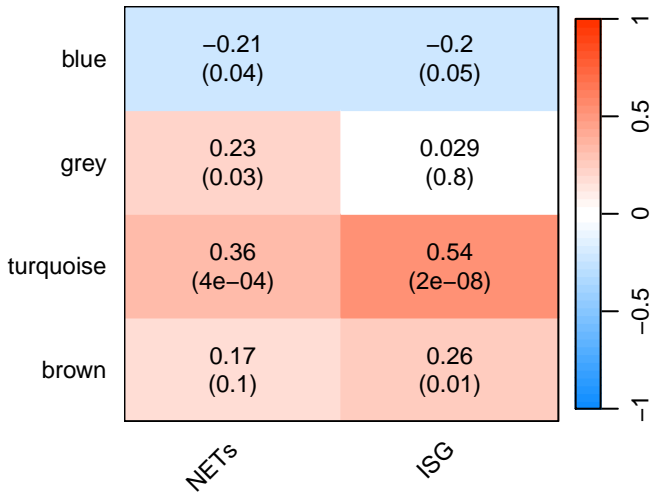 blue
−0.21
(0.04)
−0.2
(0.05)
grey
0.23
(0.03)
0.029
(0.8)
turquoise
0.36
(4e−04)
0.54
(2e−08)
brown
0.17
(0.1)
0.26
(0.01)
NETs
ISG
1
0.5
0
−0.5
−1